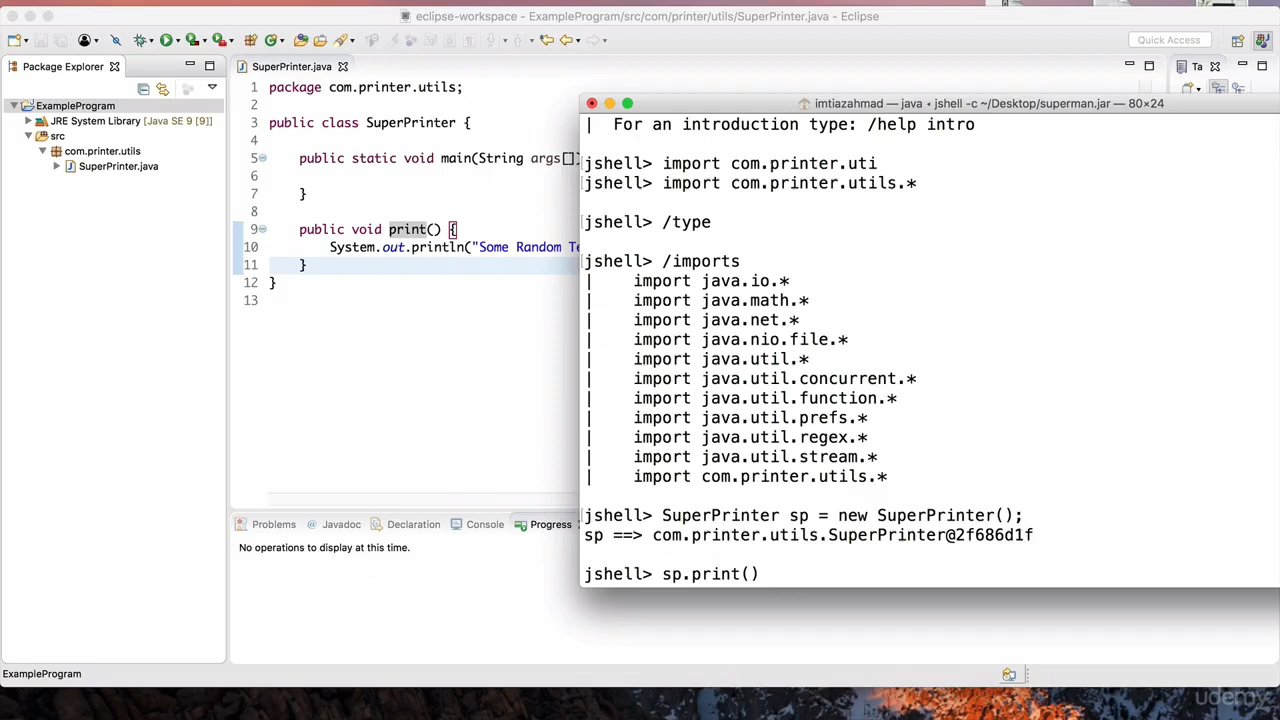 eclipse-workspace - ExampleProgram/src/com/printer/utils/SuperPrinter.java - Eclipse
Quick Access
Package Explorer
SuperPrinter.java
Ta
ExampleProgram
JRE System Library [Java SE 9 [9]]
src
com.printer.utils
SuperPrinter.java
1 package com.printer.utils;
2
3 public class SuperPrinter {
4
5 public static void main(String args[])
6
7 }
8
9 public void print() {
10 System.out.println("Some Random Te
11 }
12 }
13
imtiazahmad — java ‹ jshell -c ~/Desktop/superman.jar — 80×24
| For an introduction type: /help intro
jshell> import com.printer.uti
jshell> import com.printer.utils.*
jshell> /type
jshell> /imports
| import java.io.*
| import java.math.*
| import java.net.*
| import java.nio.file.*
| import java.util.*
| import java.util.concurrent.*
| import java.util.function.*
| import java.util.prefs.*
| import java.util.regex.*
| import java.util.stream.*
| import com.printer.utils.*
jshell> SuperPrinter sp = new SuperPrinter();
sp ==> com.printer.utils.SuperPrinter@2f686d1f
jshell> sp.print()
Problems @ Javadoc Declaration Console Progress
No operations to display at this time.
ExampleProgram
udemy